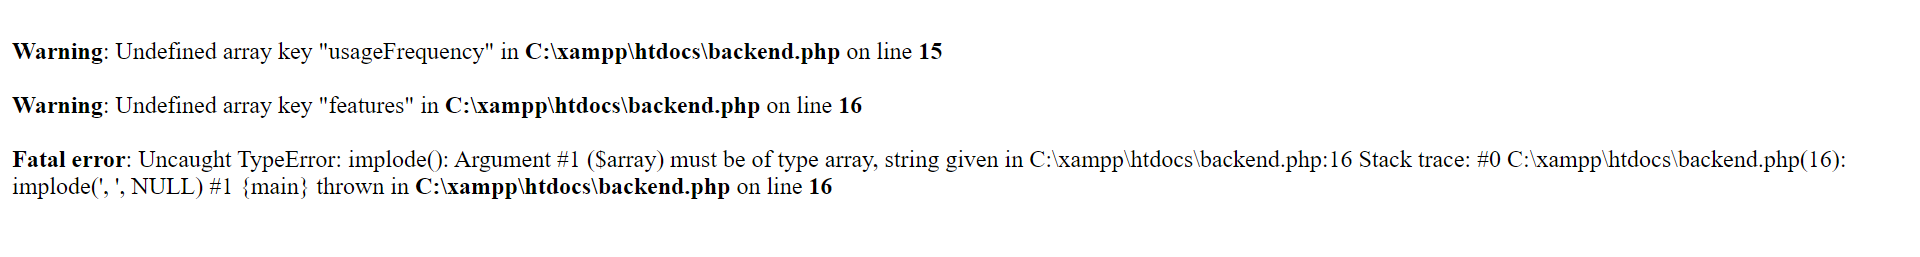 Warning: Undefined array key "usageFrequency" in C:\xampp\htdocs\backend.php on line 15
Warning: Undefined array key "features" in C:\xampp\htdocs\backend.php on line 16
Fatal error: Uncaught TypeError: implode(): Argument #1 ($array) must be of type array, string given in C:\xampp\htdocs\backend.php:16 Stack trace: #0 C:\xampp\htdocs\backend.php(16):
implode(', ', NULL) #1 {main} thrown in C:\xampp\htdocs\backend.php on line 16